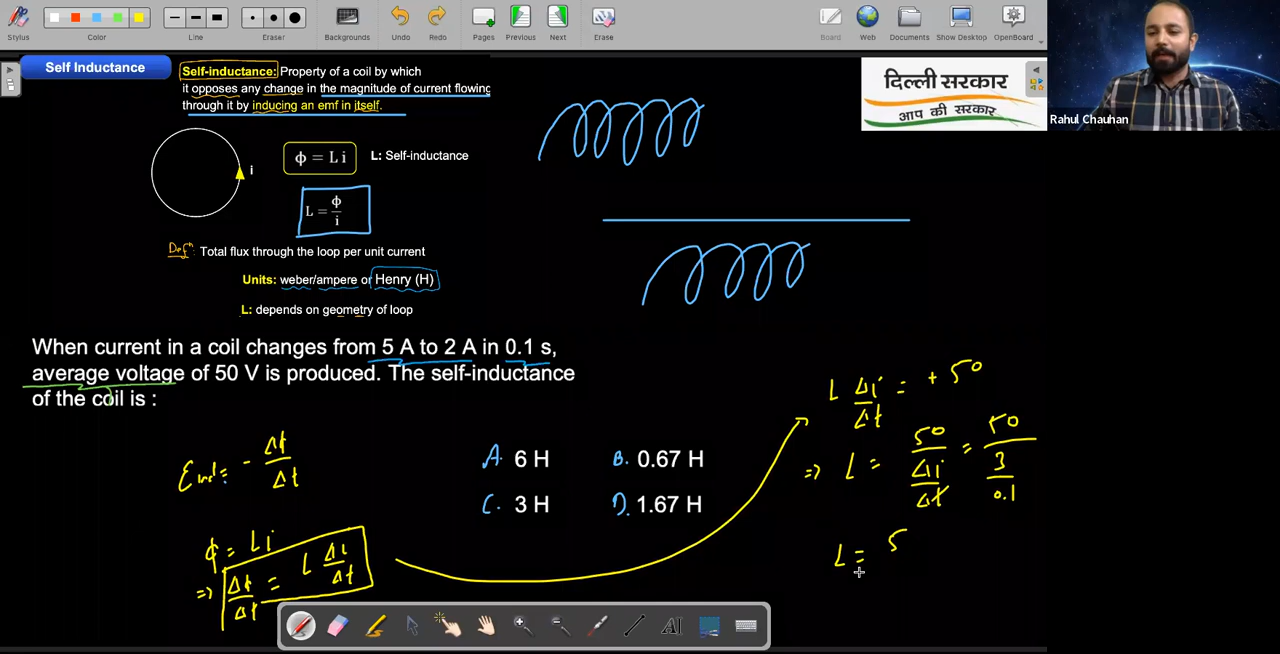 Stylus
Color
Line
Eraser
Backgrounds
Undo
Redo
Pages
Previous
Next
Erase
Board
Web
Documents
Show Desktop
OpenBoard
Self Inductance
Self-inductance: Property of a coil by which
it opposes any change in the magnitude of current flowing
through it by inducing an emf in itself.
दिल्ली सरकार
आप की सरकार
Rahul Chauhan
i
ϕ = L i
L: Self-inductance
L = ϕ/i
Defn: Total flux through the loop per unit current
Units: weber/ampere or Henry (H)
L: depends on geometry of loop
When current in a coil changes from 5 A to 2 A in 0.1 s,
average voltage of 50 V is produced. The self-inductance
of the coil is :
A. 6 H
B. 0.67 H
C. 3 H
D. 1.67 H
Eind = - Δϕ/Δt
ϕ = Li
=> Δϕ/Δt = L Δi/Δt
L Δi/Δt = + 50
=> L = 50/(Δi/Δt) = 50/(3/0.1)
L = 5
AI